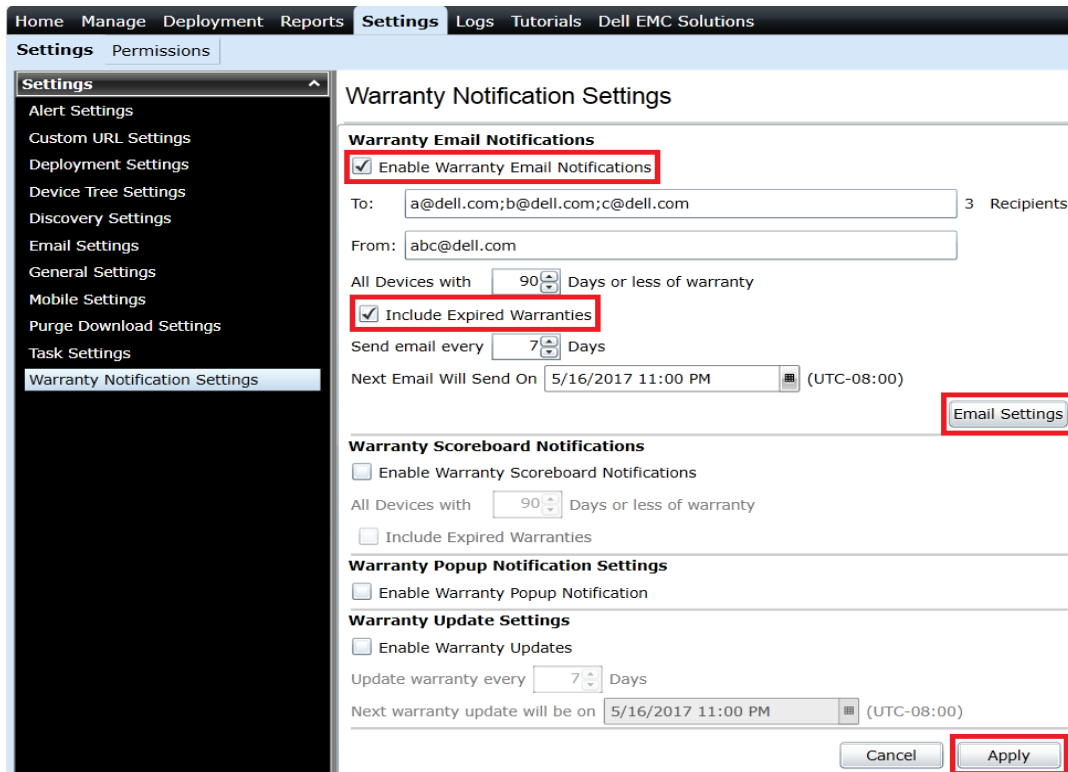 Home Manage Deployment Reports Settings Logs Tutorials Dell EMC Solutions
Settings Permissions
Settings
Alert Settings
Custom URL Settings
Deployment Settings
Device Tree Settings
Discovery Settings
Email Settings
General Settings
Mobile Settings
Purge Download Settings
Task Settings
Warranty Notification Settings
Warranty Notification Settings
Warranty Email Notifications
Enable Warranty Email Notifications
To: a@dell.com;b@dell.com;c@dell.com 3 Recipients
From: abc@dell.com
All Devices with 90 Days or less of warranty
Include Expired Warranties
Send email every 7 Days
Next Email Will Send On 5/16/2017 11:00 PM (UTC-08:00)
Email Settings
Warranty Scoreboard Notifications
Enable Warranty Scoreboard Notifications
All Devices with 90 Days or less of warranty
Include Expired Warranties
Warranty Popup Notification Settings
Enable Warranty Popup Notification
Warranty Update Settings
Enable Warranty Updates
Update warranty every 7 Days
Next warranty update will be on 5/16/2017 11:00 PM (UTC-08:00)
Cancel Apply